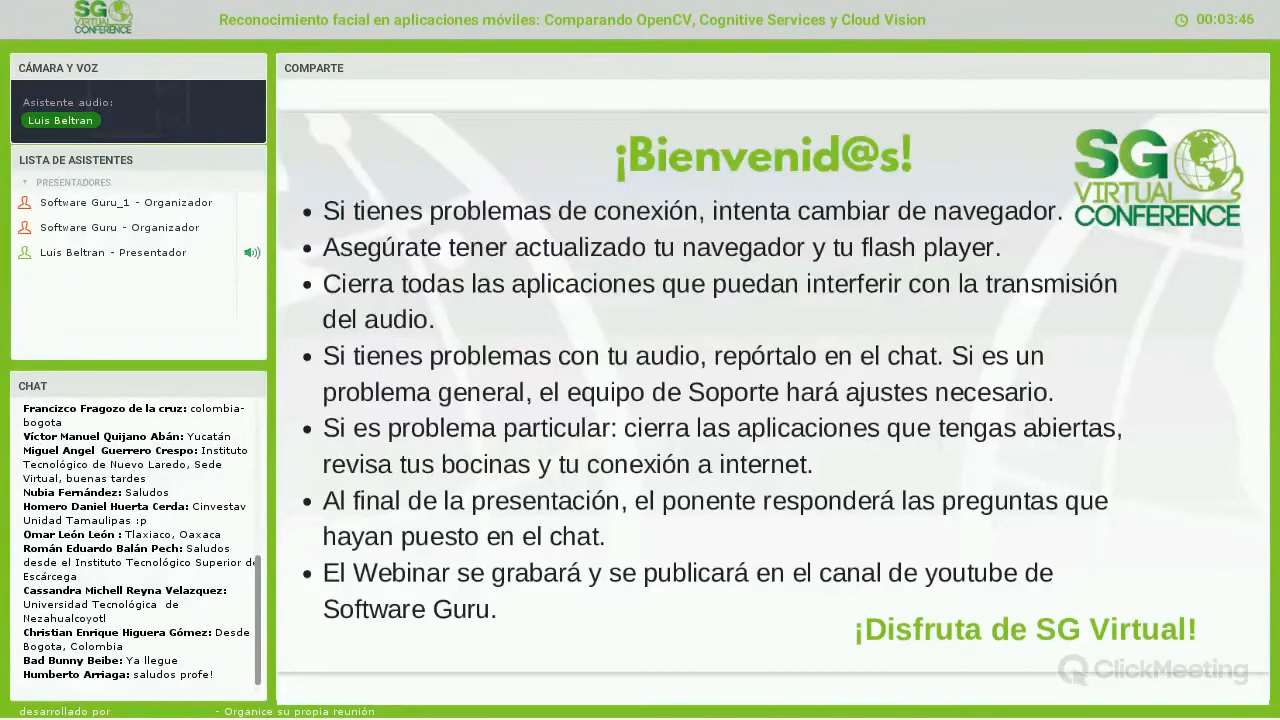 SG
VIRTUAL
CONFERENCE
Reconocimiento facial en aplicaciones móviles: Comparando OpenCV, Cognitive Services y Cloud Vision
00:03:46
CÁMARA Y VOZ
Asistente audio:
Luis Beltran
LISTA DE ASISTENTES
PRESENTADORES
Software Guru_1 - Organizador
Software Guru - Organizador
Luis Beltran - Presentador
CHAT
Francizco Fragozo de la cruz: colombia-
bogota
Víctor Manuel Quijano Abán: Yucatán
Miguel Angel Guerrero Crespo: Instituto
Tecnológico de Nuevo Laredo, Sede
Virtual, buenas tardes
Nubia Fernández: Saludos
Homero Daniel Huerta Cerda: Cinvestav
Unidad Tamaulipas :p
Omar León León : Tlaxiaco, Oaxaca
Román Eduardo Balán Pech: Saludos
desde el Instituto Tecnológico Superior de
Escárcega
Cassandra Michell Reyna Velazquez:
Universidad Tecnológica de
Nezahualcoyotl
Christian Enrique Higuera Gómez: Desde
Bogota, Colombia
Bad Bunny Beibe: Ya llegue
Humberto Arriaga: saludos profe!
COMPARTE
¡Bienvenid@s!
SG
VIRTUAL
CONFERENCE
• Si tienes problemas de conexión, intenta cambiar de navegador.
• Asegúrate tener actualizado tu navegador y tu flash player.
• Cierra todas las aplicaciones que puedan interferir con la transmisión
del audio.
• Si tienes problemas con tu audio, repórtalo en el chat. Si es un
problema general, el equipo de Soporte hará ajustes necesario.
• Si es problema particular: cierra las aplicaciones que tengas abiertas,
revisa tus bocinas y tu conexión a internet.
• Al final de la presentación, el ponente responderá las preguntas que
hayan puesto en el chat.
• El Webinar se grabará y se publicará en el canal de youtube de
Software Guru.
¡Disfruta de SG Virtual!
ClickMeeting
desarrollado por - Organice su propia reunión